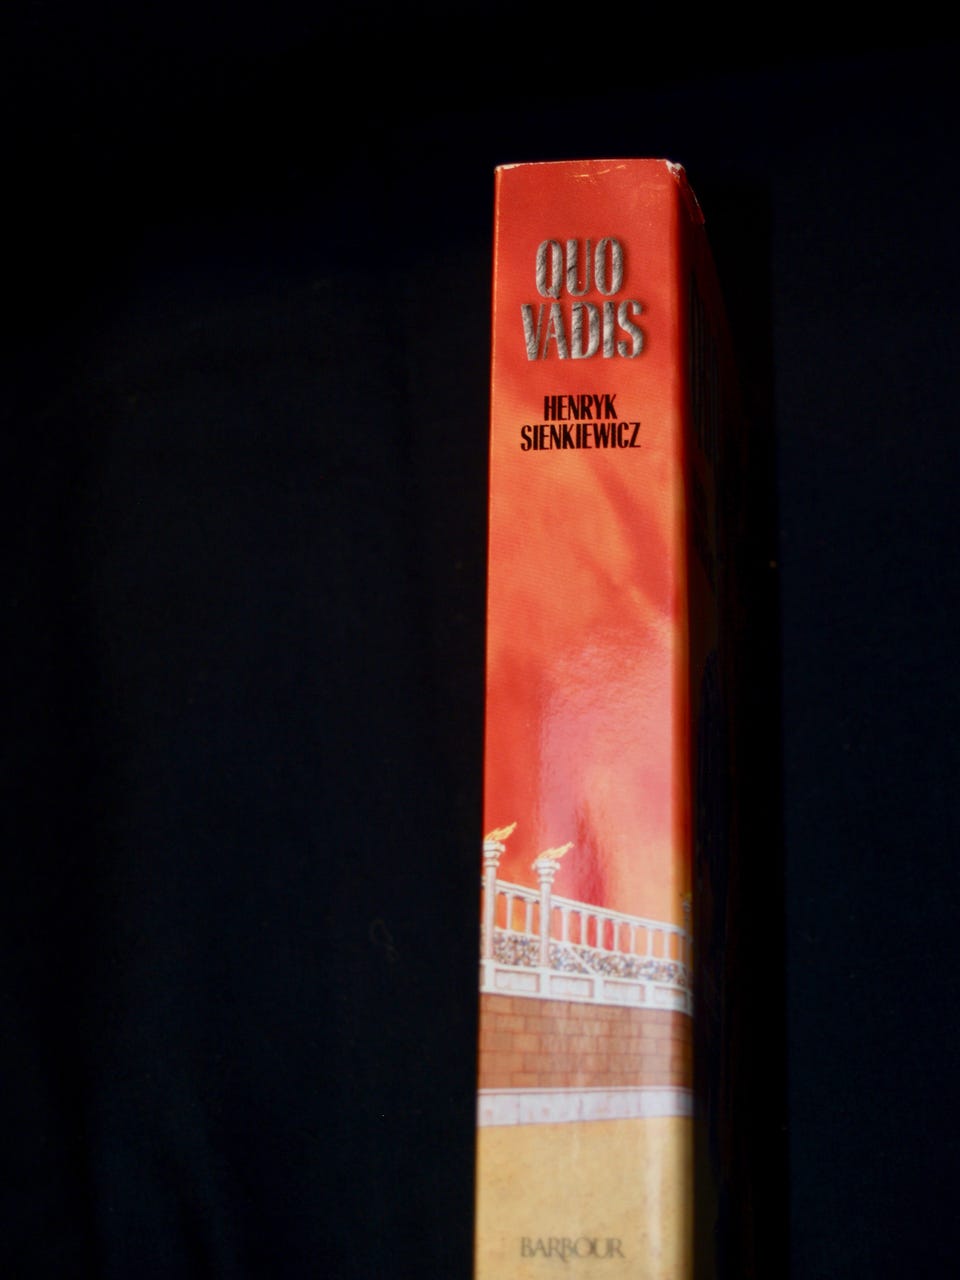 QUO
VADIS
HENRYK
SIENKIEWICZ
BARBOUR